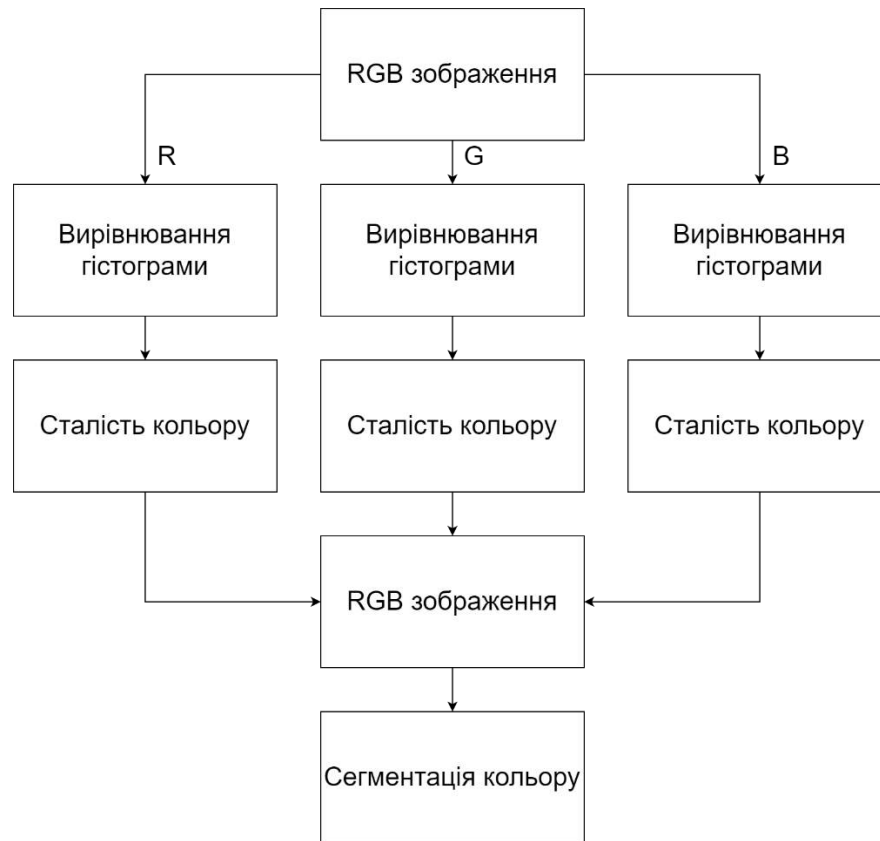 RGB зображення
R
G
B
Вирівнювання
гістограми
Вирівнювання
гістограми
Вирівнювання
гістограми
Сталість кольору
Сталість кольору
Сталість кольору
RGB зображення
Сегментація кольору